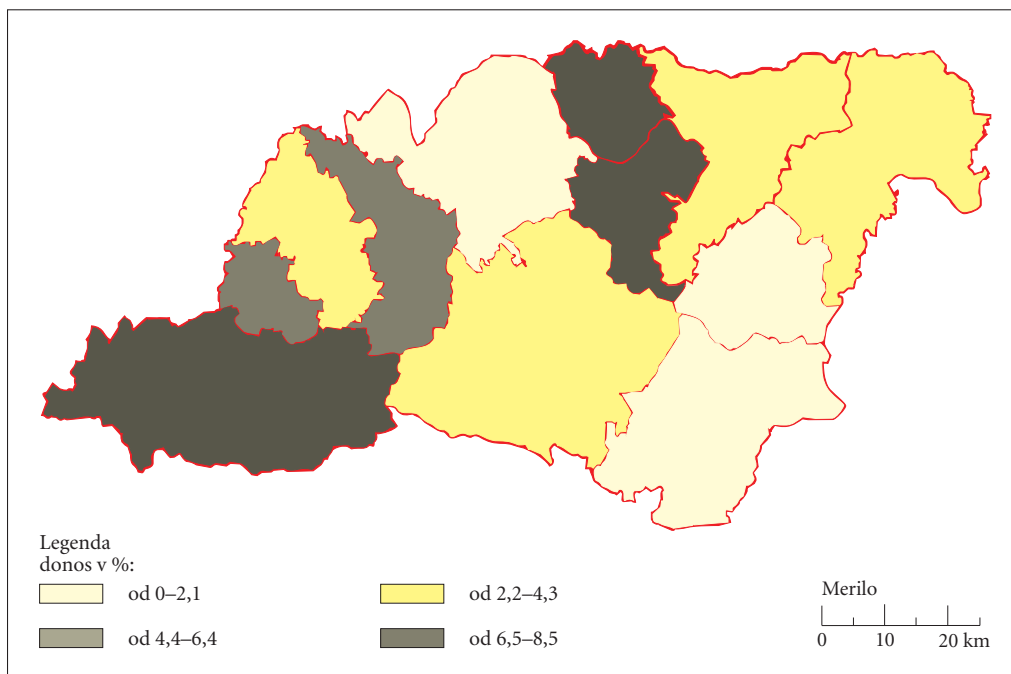 Legenda
donos v %:
od 0–2,1
od 2,2–4,3
od 4,4–6,4
od 6,5–8,5
Merilo
0 10 20 km